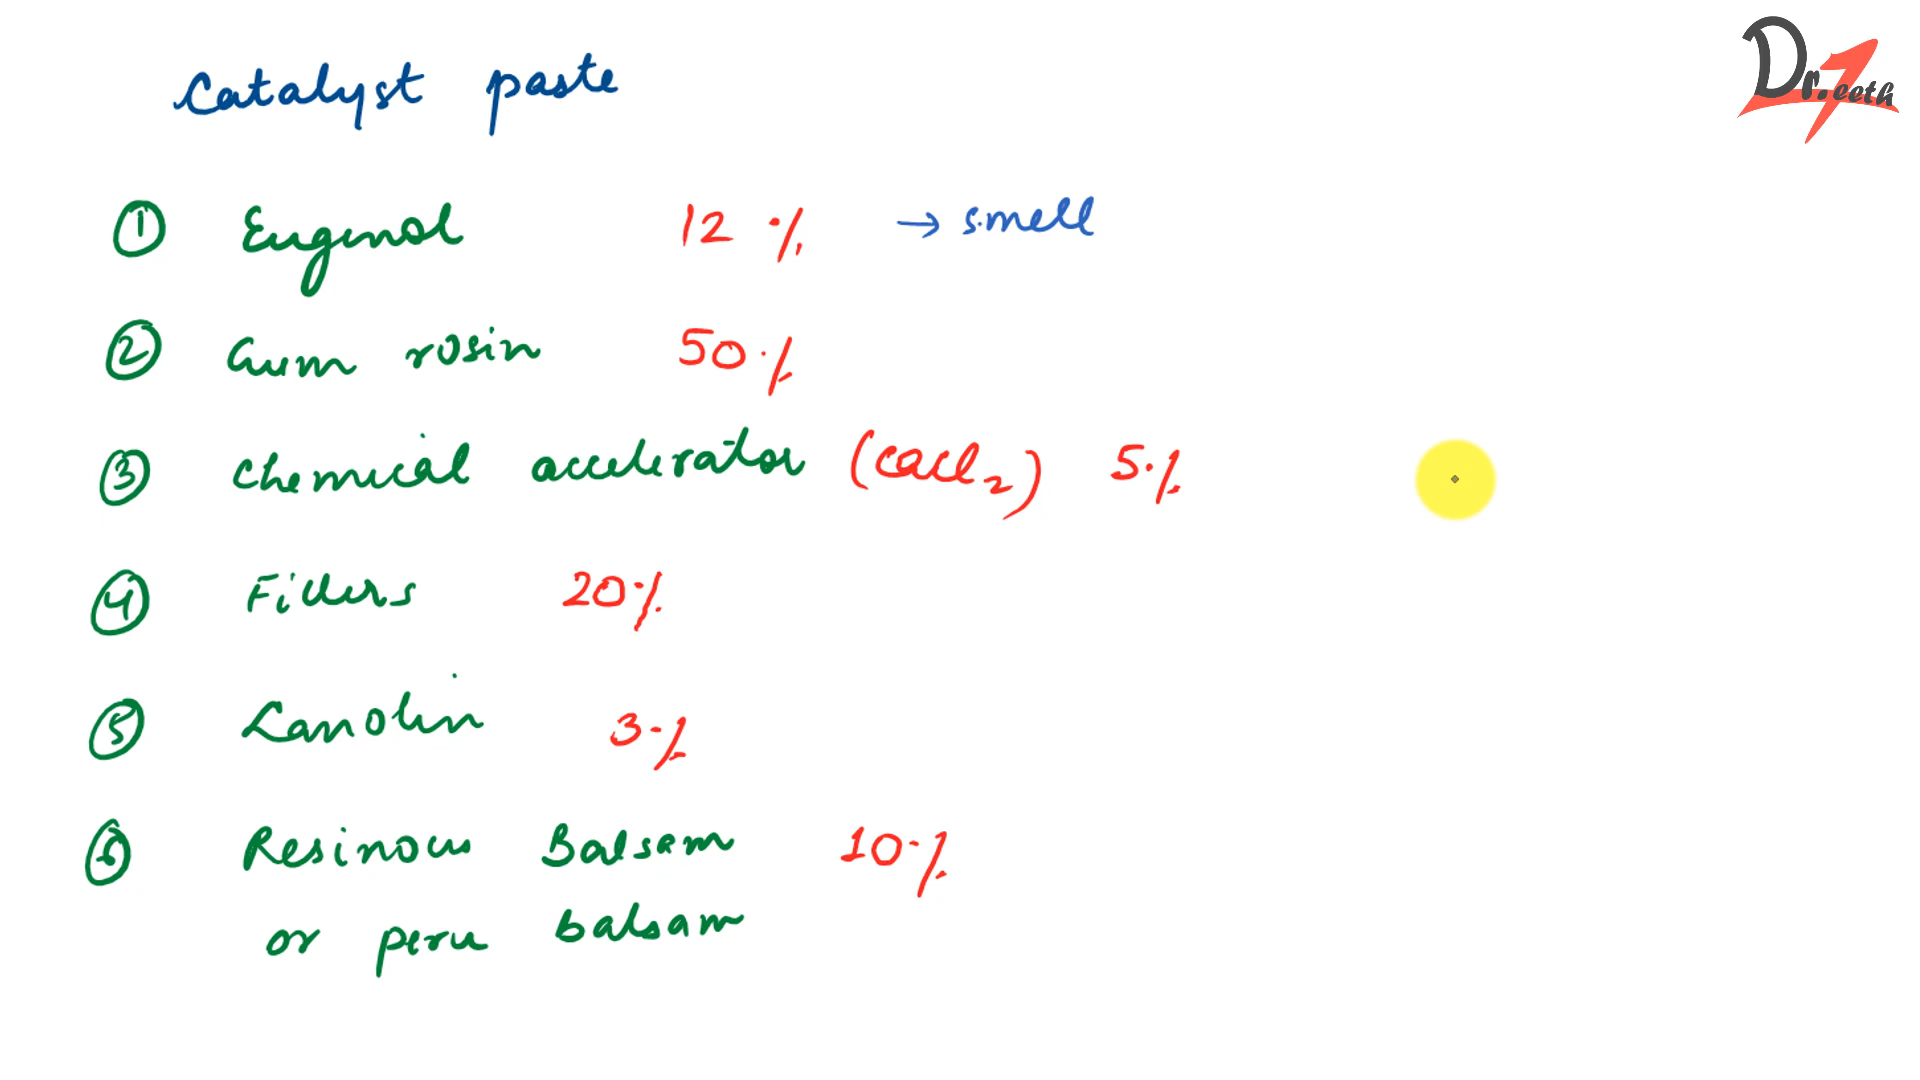 Catalyst paste
Dr.eeth
① Eugenol 12 % → smell
② Gum rosin 50 %
③ Chemical accelerator (CaCl₂) 5 %
④ Fillers 20 %
⑤ Lanolin 3 %
⑥ Resinous Balsam 10 %
or peru balsam